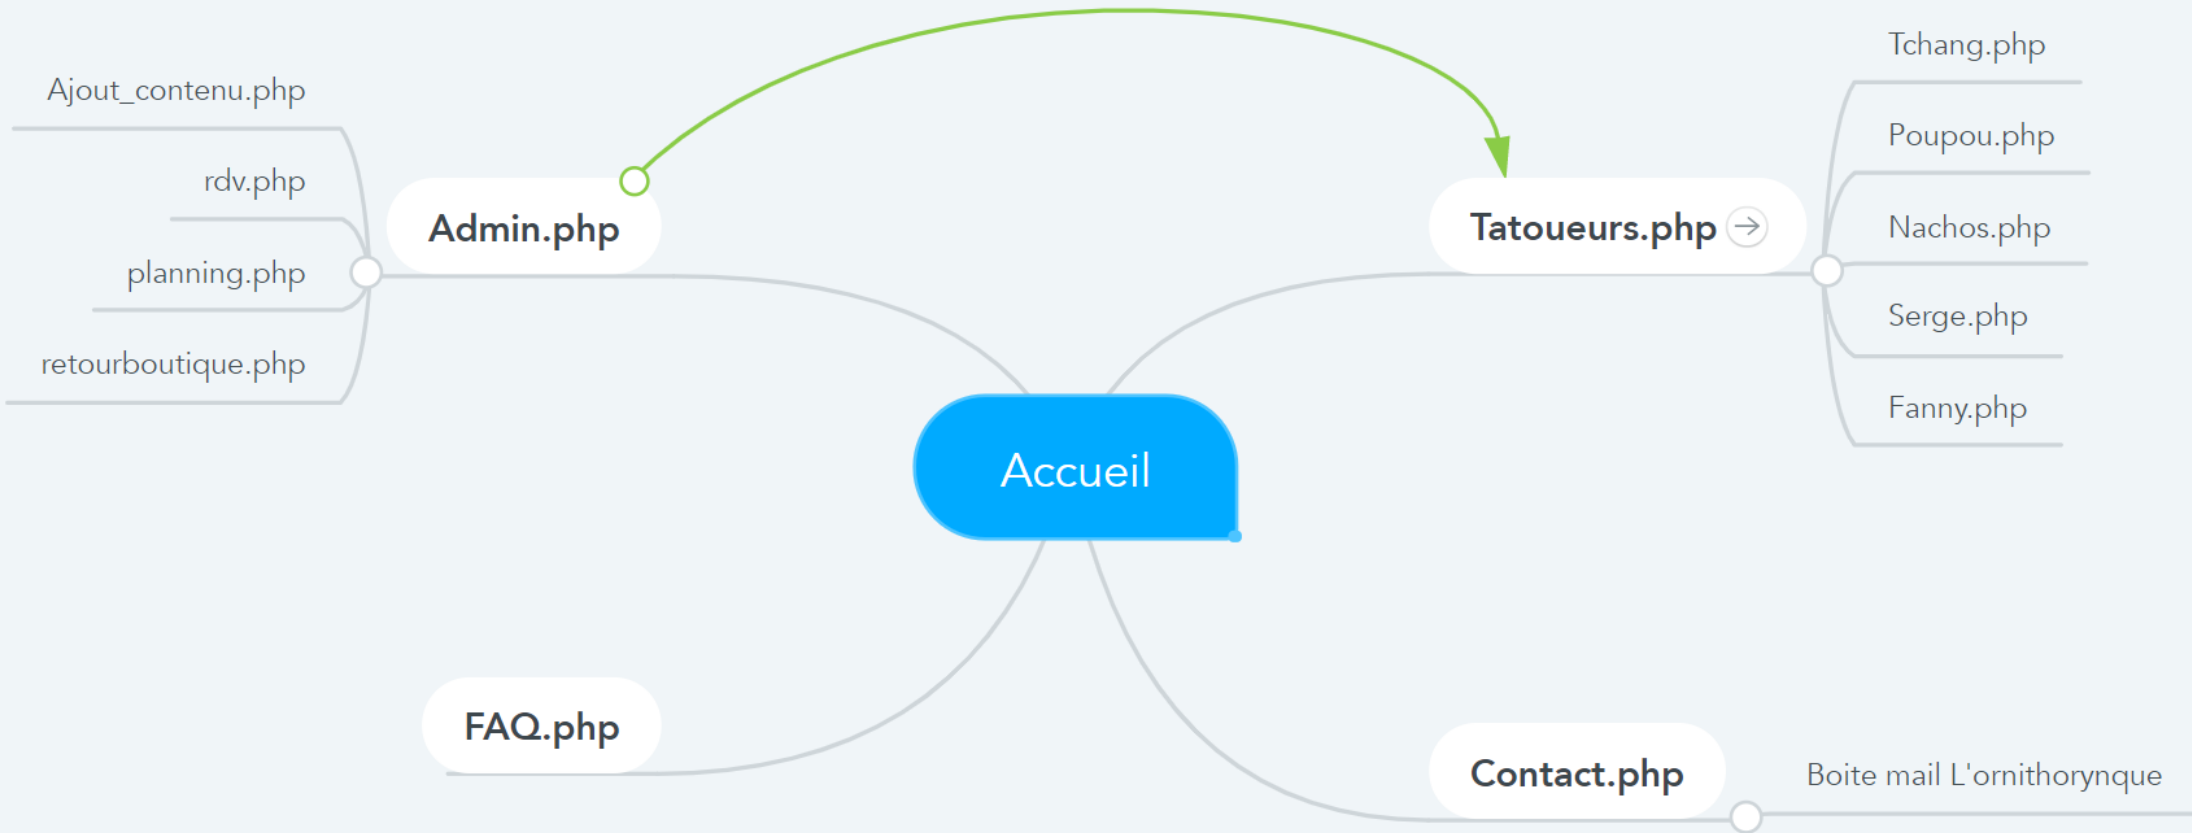 Ajout_contenu.php
rdv.php
planning.php
retourboutique.php
Admin.php
Tatoueurs.php
Tchang.php
Poupou.php
Nachos.php
Serge.php
Fanny.php
Accueil
FAQ.php
Contact.php
Boite mail L'ornithorynque